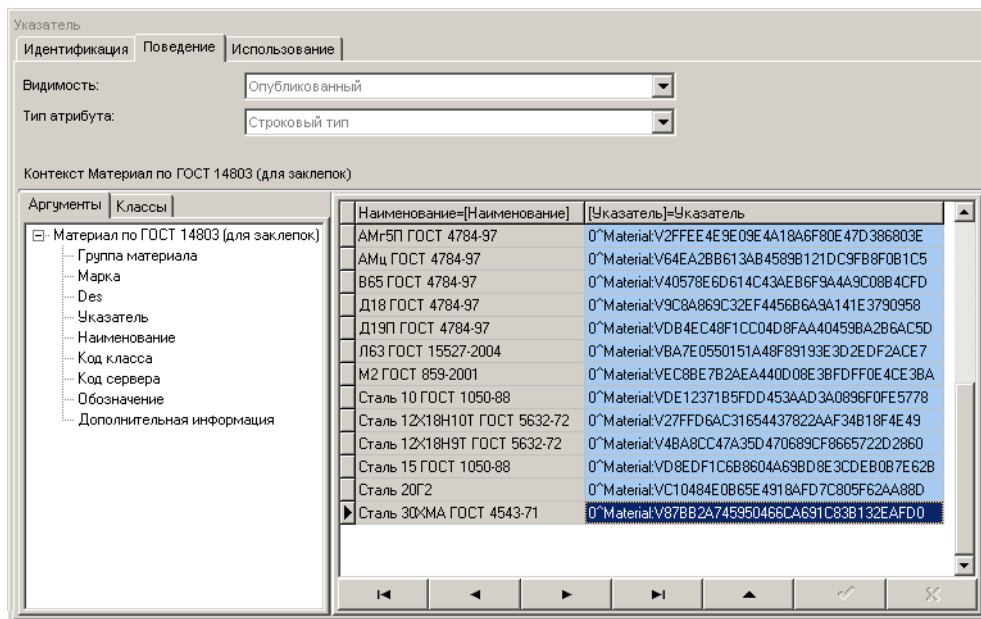 Указатель
Идентификация Поведение Использование
Видимость: Опубликованный
Тип атрибута: Строковый тип
Контекст Материал по ГОСТ 14803 (для заклепок)
Аргументы Классы
Материал по ГОСТ 14803 (для заклепок)
Группа материала
Марка
Des
Указатель
Наименование
Код класса
Код сервера
Обозначение
Дополнительная информация
Наименование=[Наименование] [Указатель]=Указатель
АМг5П ГОСТ 4784-97 0^Material:V2FFEE4E9E09E4A18A6F80E47D386803E
АМц ГОСТ 4784-97 0^Material:V64EA2BB613AB4589B121DC9FB8F0B1C5
В65 ГОСТ 4784-97 0^Material:V40578E6D614C43AEB6F9A4A9C08B4CFD
Д18 ГОСТ 4784-97 0^Material:V9C8A869C32EF4456B6A9A141E3790958
Д19П ГОСТ 4784-97 0^Material:VDB4EC48F1CC04D8FAA40459BA2B6AC5D
Л63 ГОСТ 15527-2004 0^Material:VBA7E0550151A48F89193E3D2EDF2ACE7
М2 ГОСТ 859-2001 0^Material:VEC8BE7B2AEA440D08E3BFDFF0E4CE3BA
Сталь 10 ГОСТ 1050-88 0^Material:VDE12371B5FDD453AAD3A0896F0FE5778
Сталь 12Х18Н10Т ГОСТ 5632-72 0^Material:V27FFD6AC31654437822AAF34B18F4E49
Сталь 12Х18Н9Т ГОСТ 5632-72 0^Material:V4BA8CC47A35D470689CF8665722D2860
Сталь 15 ГОСТ 1050-88 0^Material:VD8EDF1C6B8604A69BD8E3CDEB0B7E62B
Сталь 20Г2 0^Material:VC10484E0B65E4918AFD7C805F62AA88D
Сталь 30ХМА ГОСТ 4543-71 0^Material:V87BB2A745950466CA691C83B132EAFD0